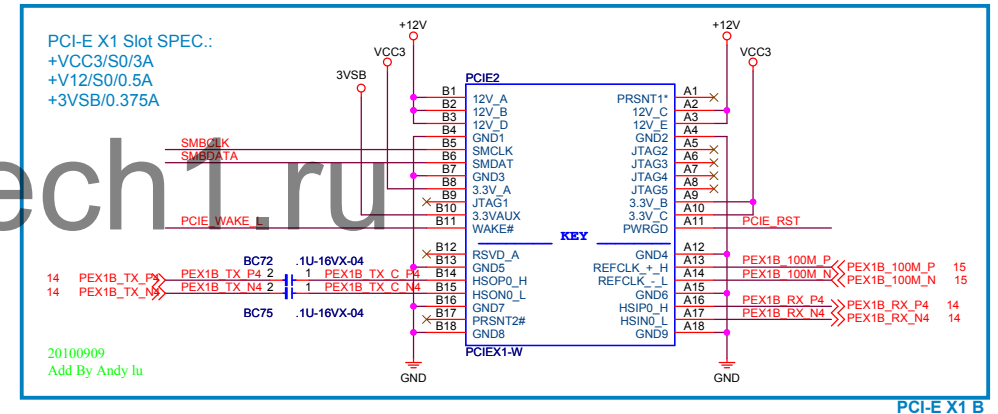 PCI-E X1 Slot SPEC.:
+VCC3/S0/3A
+V12/S0/0.5A
+3VSB/0.375A
+12V
VCC3
3VSB
+12V
VCC3
PCIE2
B1 12V_A PRSNT1* A1
B2 12V_B 12V_C A2
B3 12V_D 12V_E A3
B4 GND1 GND2 A4
SMBCLK B5 SMCLK JTAG2 A5
SMBDATA B6 SMDAT JTAG3 A6
B7 GND3 JTAG4 A7
B8 3.3V_A JTAG5 A8
B9 JTAG1 3.3V_B A9
B10 3.3VAUX 3.3V_C A10
PCIE_WAKE_L B11 WAKE# PWRGD A11 PCIE_RST
KEY
B12 RSVD_A GND4 A12
B13 GND5 REFCLK_+_H A13 PEX1B_100M_P PEX1B_100M_P 15
14 PEX1B_TX_P4 PEX1B_TX_P4 2 BC72 .1U-16VX-04 1 PEX1B_TX_C_P4 B14 HSOP0_H REFCLK_-_L A14 PEX1B_100M_N PEX1B_100M_N 15
14 PEX1B_TX_N4 PEX1B_TX_N4 2 BC75 .1U-16VX-04 1 PEX1B_TX_C_N4 B15 HSON0_L GND6 A15
B16 GND7 HSIP0_H A16 PEX1B_RX_P4 PEX1B_RX_P4 14
B17 PRSNT2# HSIN0_L A17 PEX1B_RX_N4 PEX1B_RX_N4 14
B18 GND8 GND9 A18
PCIEX1-W
GND
GND
20100909
Add By Andy lu
PCI-E X1 B
ech1.ru